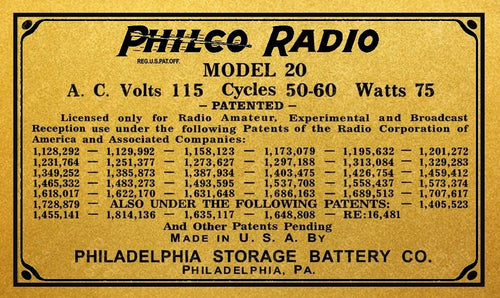 PHILCO RADIO
REG.U.S.PAT.OFF.
MODEL 20
A. C. Volts 115 Cycles 50-60 Watts 75
— PATENTED —
Licensed only for Radio Amateur, Experimental and Broadcast
Reception use under the following Patents of the Radio Corporation of
America and Associated Companies:
1,128,292 — 1,129,992 — 1,158,123 — 1,173,079 — 1,195,632 — 1,201,272
1,231,764 — 1,251,377 — 1,273,627 — 1,297,188 — 1,313,084 — 1,329,283
1,349,252 — 1,385,873 — 1,387,934 — 1,403,475 — 1,426,754 — 1,459,412
1,465,332 — 1,483,273 — 1,493,595 — 1,537,708 — 1,558,437 — 1,573,374
1,618,017 — 1,622,170 — 1,631,648 — 1,686,163 — 1,689,513 — 1,707,617
1,728,879 — ALSO UNDER THE FOLLOWING PATENTS: — 1,405,523
1,455,141 — 1,814,136 — 1,635,117 — 1,648,808 — RE:16,481
And Other Patents Pending
MADE IN U. S. A. BY
PHILADELPHIA STORAGE BATTERY CO.
PHILADELPHIA, PA.